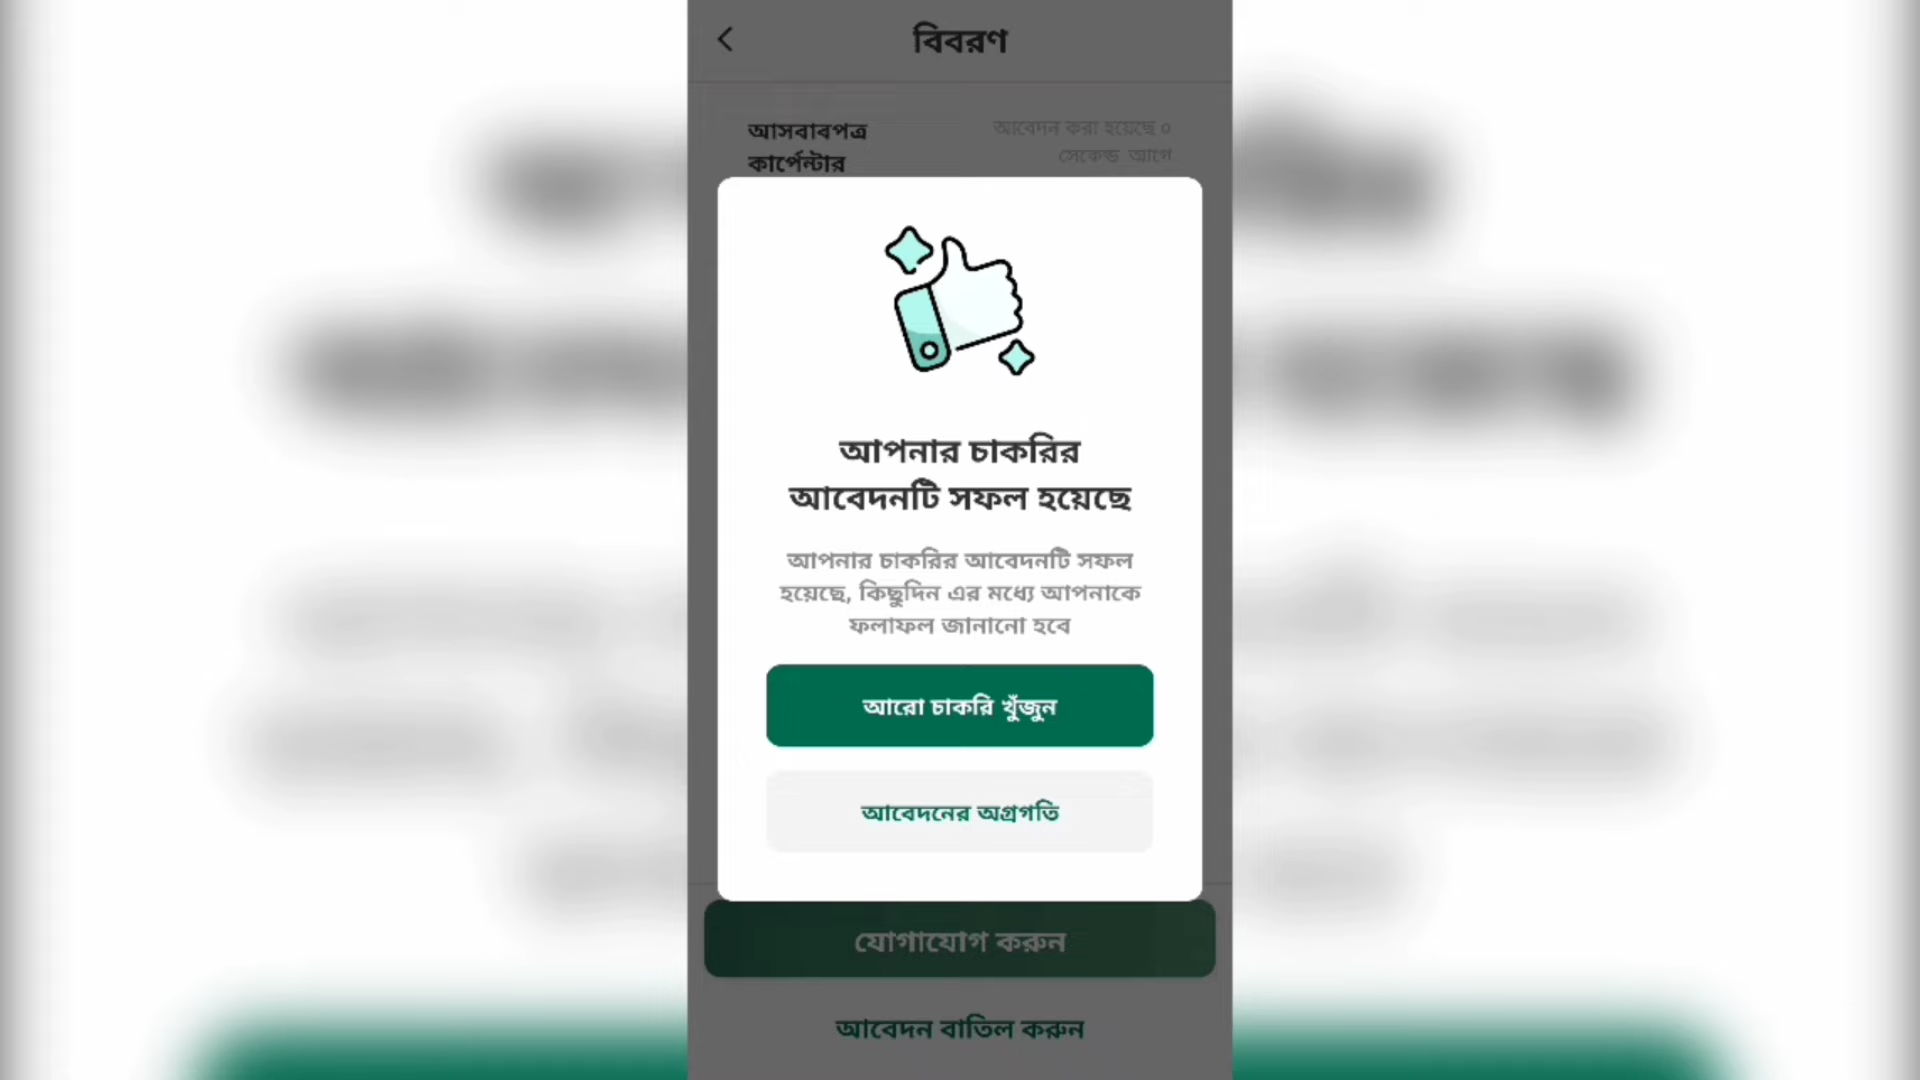 বিবরণ
আসবাবপত্র
কার্পেন্টার
আবেদন করা হয়েছে ০
সেকেন্ড আগে
আপনার চাকরির
আবেদনটি সফল হয়েছে
আপনার চাকরির আবেদনটি সফল
হয়েছে, কিছুদিন এর মধ্যে আপনাকে
ফলাফল জানানো হবে
আরো চাকরি খুঁজুন
আবেদনের অগ্রগতি
যোগাযোগ করুন
আবেদন বাতিল করুন